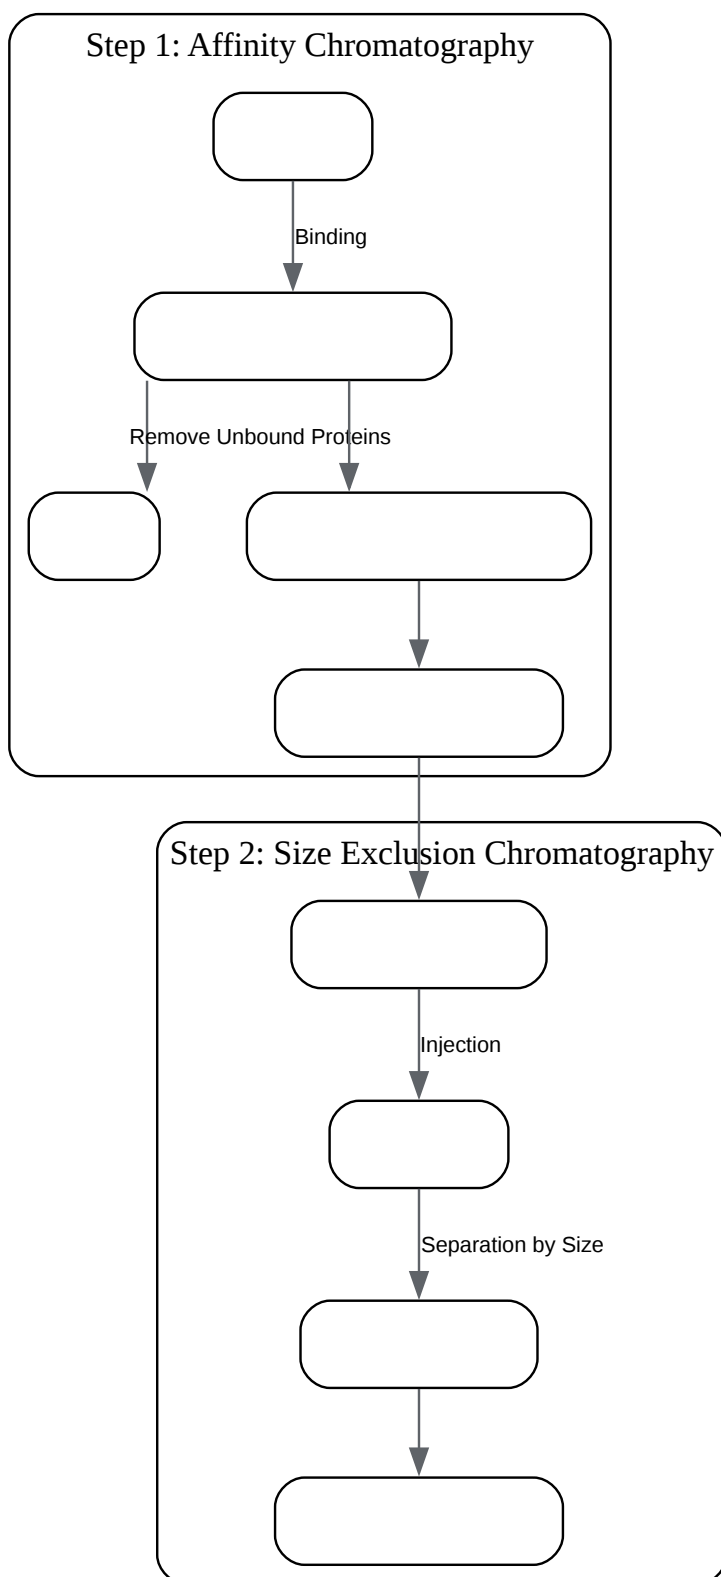 Step 1: Affinity Chromatography
Binding
Remove Unbound Proteins
Step 2: Size Exclusion Chromatography
Injection
Separation by Size